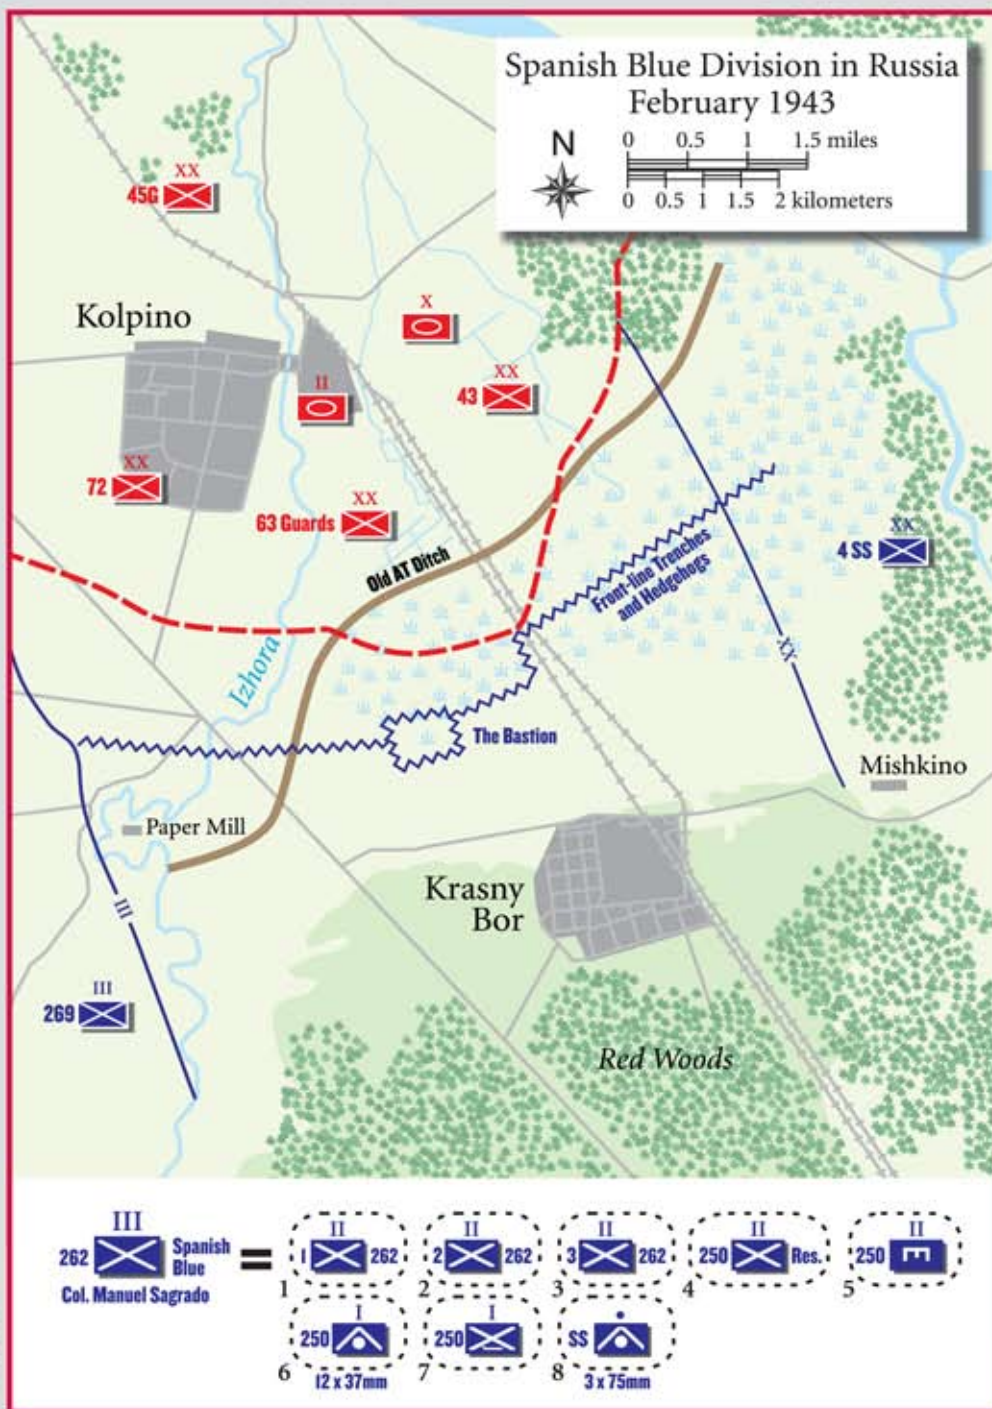 Spanish Blue Division in Russia
February 1943
N
0 0.5 1 1.5 miles
0 0.5 1 1.5 2 kilometers
XX
45G
Kolpino
X
II
XX
43
XX
72
XX
63 Guards
XX
4 SS
Old AT Ditch
Front-line Trenches
and Hedgehogs
XX
Izhora
The Bastion
Mishkino
Paper Mill
Krasny
Bor
III
III
269
Red Woods
III
262 Spanish
Blue
Col. Manuel Sagrado
=
II
1 262
1
II
2 262
2
II
3 262
3
II
250 Res.
4
II
250
5
I
250
6
12 x 37mm
I
250
7
SS
8
3 x 75mm